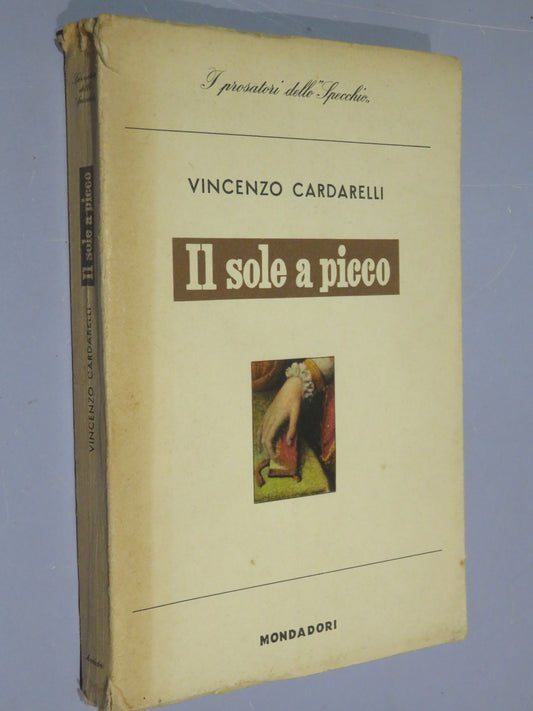 I prosatori dello "Specchio„
VINCENZO CARDARELLI
Il sole a picco
MONDADORI
Il sole a picco
VINCENZO CARDARELLI